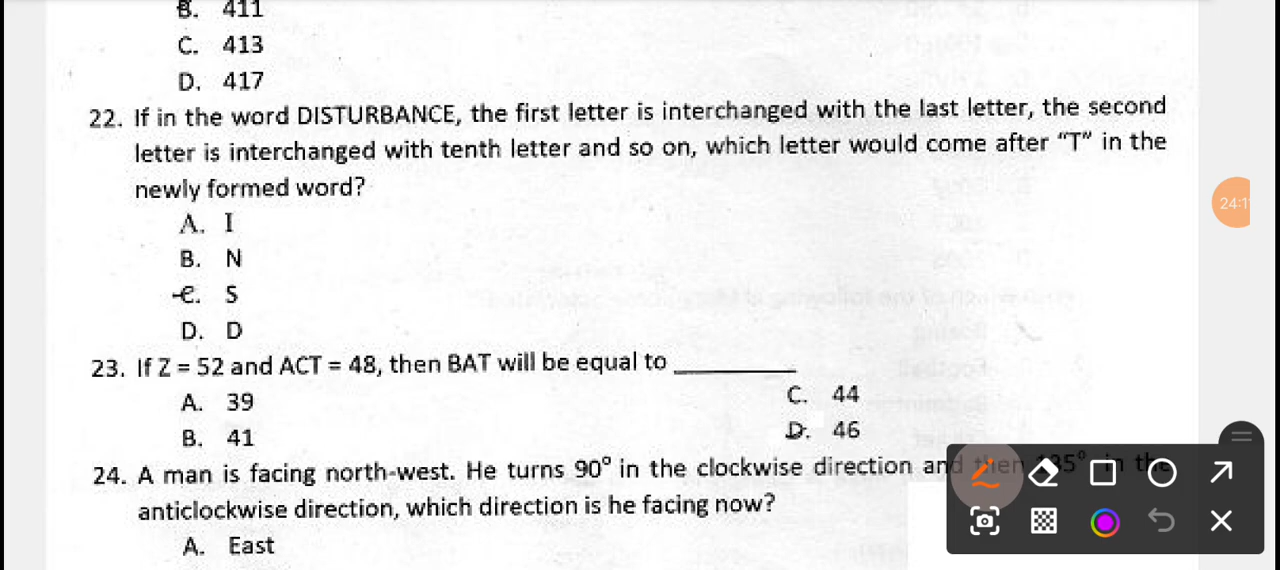 B. 411
C. 413
D. 417
22. If in the word DISTURBANCE, the first letter is interchanged with the last letter, the second
letter is interchanged with tenth letter and so on, which letter would come after "T" in the
newly formed word?
A. I
B. N
C. S
D. D
23. If Z = 52 and ACT = 48, then BAT will be equal to ________
A. 39
C. 44
B. 41
D. 46
24. A man is facing north-west. He turns 90° in the clockwise direction and then 135° in the
anticlockwise direction, which direction is he facing now?
A. East
24:1